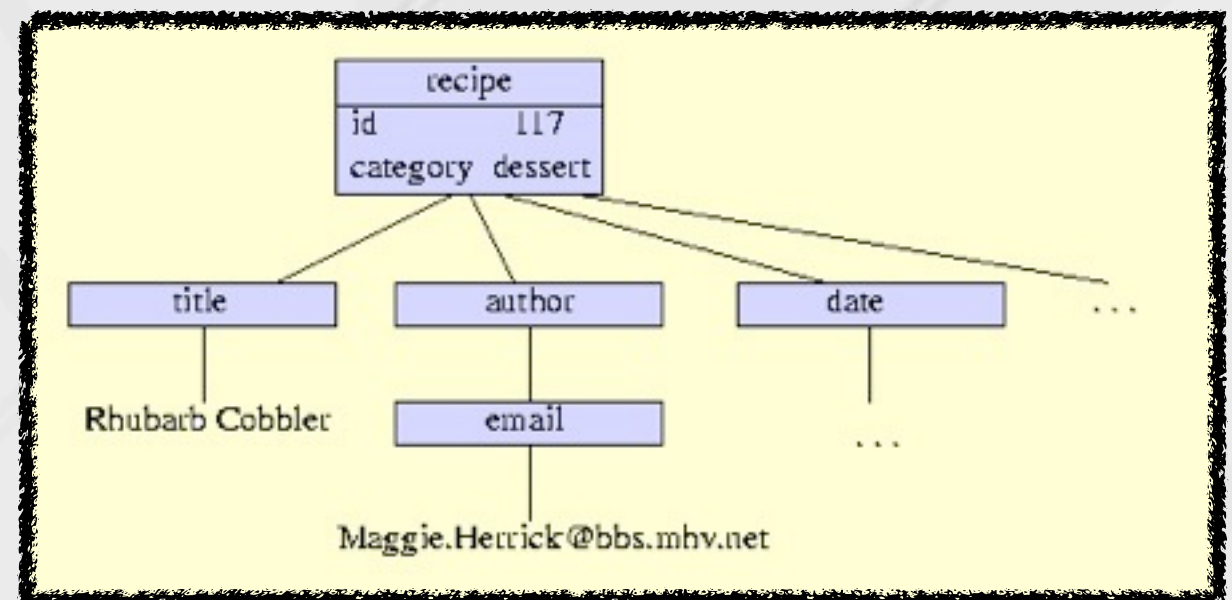 recipe
id 117
category dessert
title author date ...
Rhubarb Cobbler email ...
Maggie.Herrick@bbs.mhv.net